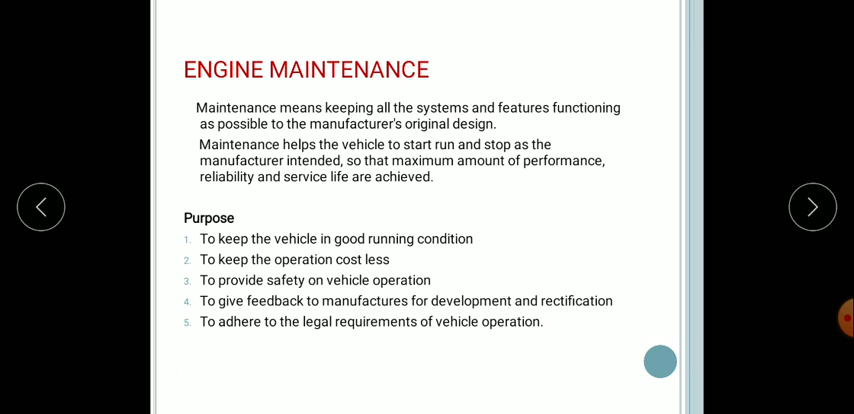 ENGINE MAINTENANCE
Maintenance means keeping all the systems and features functioning
as possible to the manufacturer's original design.
Maintenance helps the vehicle to start run and stop as the
manufacturer intended, so that maximum amount of performance,
reliability and service life are achieved.
Purpose
1. To keep the vehicle in good running condition
2. To keep the operation cost less
3. To provide safety on vehicle operation
4. To give feedback to manufactures for development and rectification
5. To adhere to the legal requirements of vehicle operation.